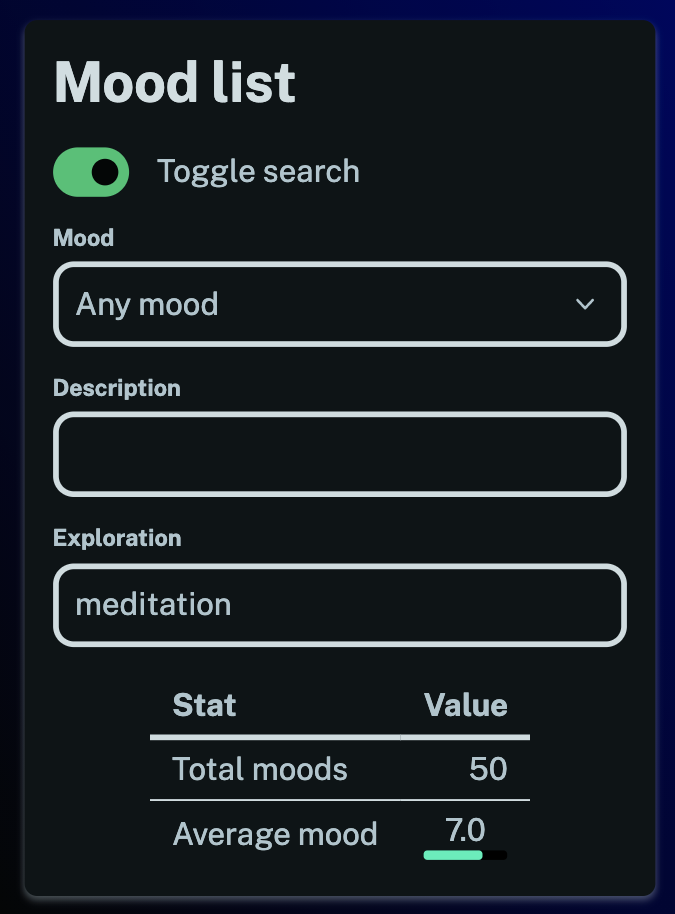 Mood list
Toggle search
Mood
Any mood
Description
Exploration
meditation
Stat Value
Total moods 50
Average mood 7.0